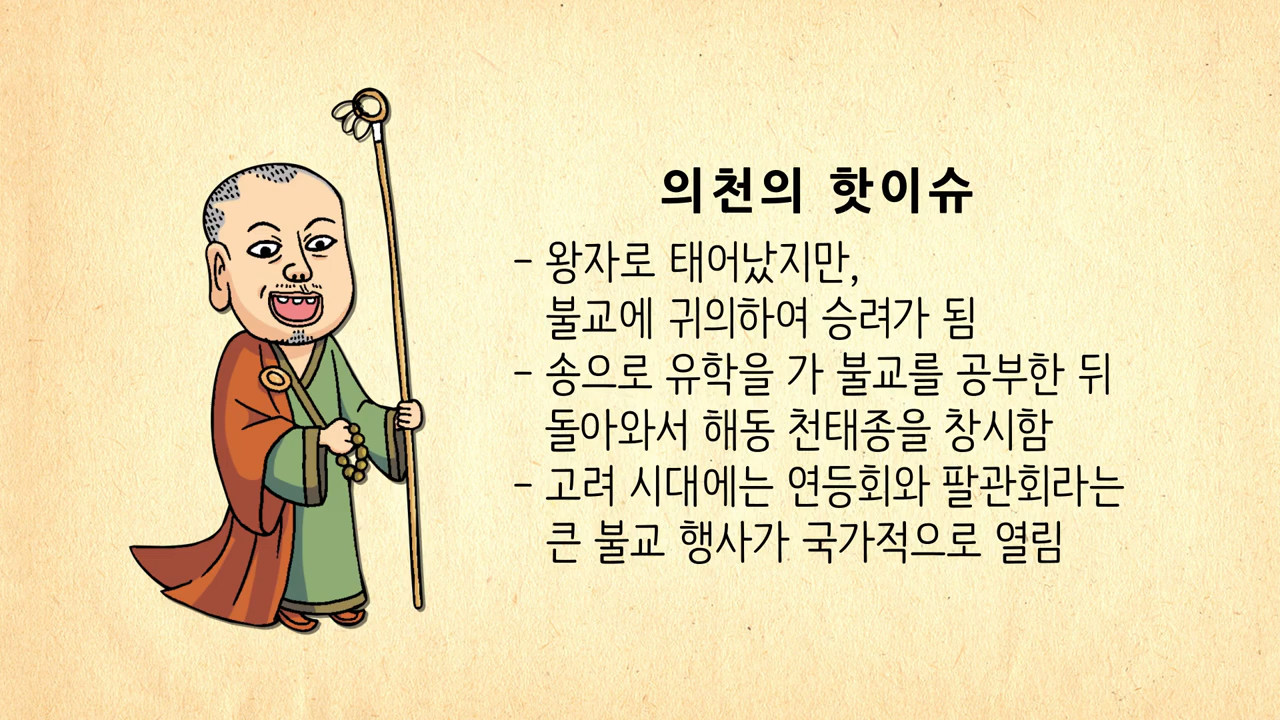 의천의 핫이슈
- 왕자로 태어났지만,
불교에 귀의하여 승려가 됨
- 송으로 유학을 가 불교를 공부한 뒤
돌아와서 해동 천태종을 창시함
- 고려 시대에는 연등회와 팔관회라는
큰 불교 행사가 국가적으로 열림